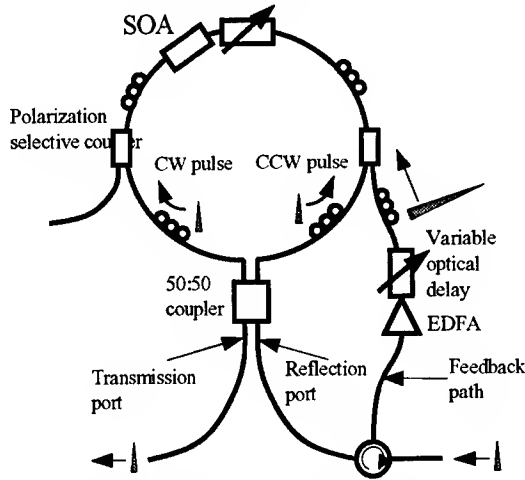 SOA
Polarization
selective coupler
CW pulse
CCW pulse
Variable
optical
delay
50:50
coupler
EDFA
Transmission
port
Reflection
port
Feedback
path